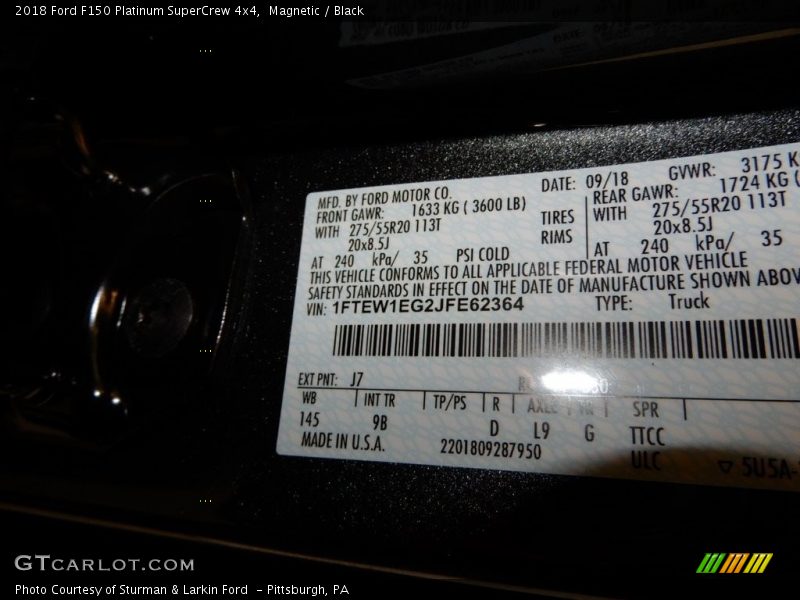 2018 Ford F150 Platinum SuperCrew 4x4, Magnetic / Black
MFD. BY FORD MOTOR CO. DATE: 09/18 GVWR: 3175 K
FRONT GAWR: 1633 KG ( 3600 LB) REAR GAWR: 1724 KG (
WITH 275/55R20 113T TIRES WITH 275/55R20 113T
20x8.5J RIMS 20x8.5J
AT 240 kPa/ 35 PSI COLD AT 240 kPa/ 35
THIS VEHICLE CONFORMS TO ALL APPLICABLE FEDERAL MOTOR VEHICLE
SAFETY STANDARDS IN EFFECT ON THE DATE OF MANUFACTURE SHOWN ABOV
VIN: 1FTEW1EG2JFE62364 TYPE: Truck
EXT PNT: J7
WB INT TR TP/PS R AXLE TR SPR
145 9B D L9 G TTCC
MADE IN U.S.A. 2201809287950 ULC 5U5A-
GTCARLOT.COM
Photo Courtesy of Sturman & Larkin Ford - Pittsburgh, PA